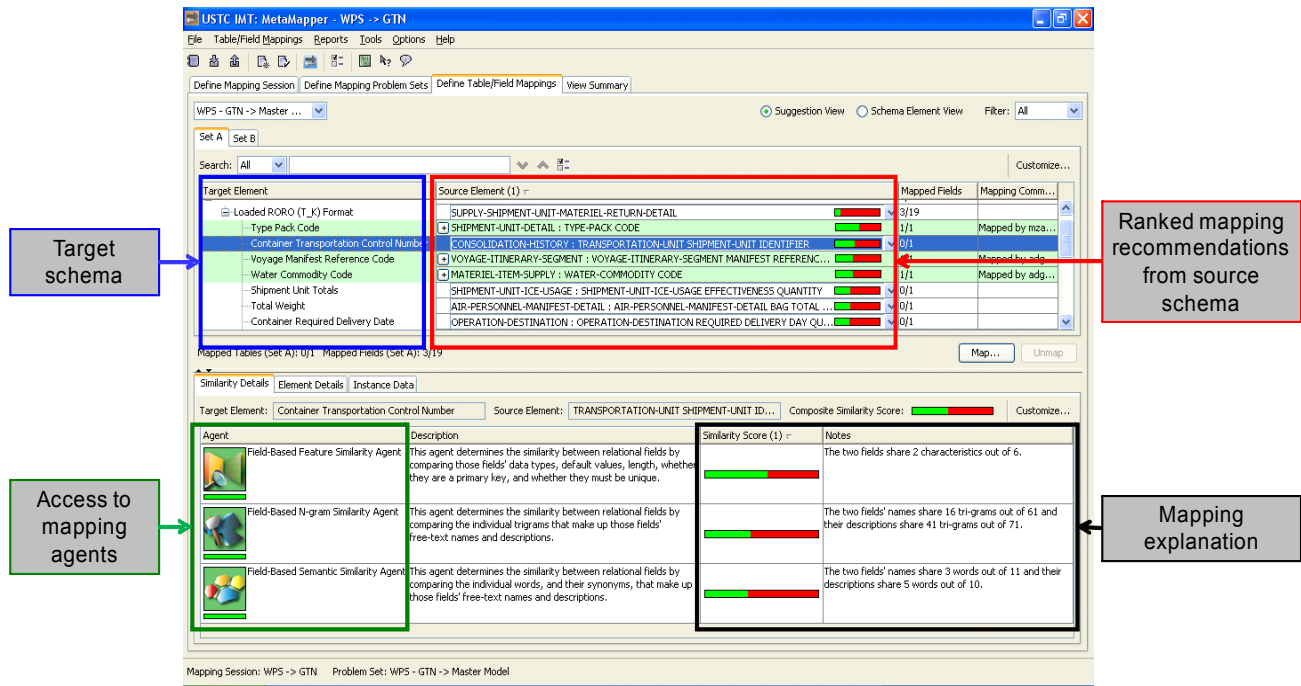 USTC IMT: MetaMapper - WPS -> GTN
File Table/Field Mappings Reports Tools Options Help
Define Mapping Session Define Mapping Problem Sets Define Table/Field Mappings View Summary
WPS - GTN -> Master ... Suggestion View Schema Element View Filter: All
Set A Set B
Search: All Customize...
Target Element Source Element (1) Mapped Fields Mapping Comm...
Loaded RORO (T_K) Format SUPPLY-SHIPMENT-UNIT-MATERIEL-RETURN-DETAIL 3/19
Type Pack Code SHIPMENT-UNIT-DETAIL : TYPE-PACK CODE 1/1 Mapped by mza...
Container Transportation Control Number CONSOLIDATION-HISTORY : TRANSPORTATION-UNIT SHIPMENT-UNIT IDENTIFIER 0/1
Voyage Manifest Reference Code VOYAGE-ITINERARY-SEGMENT : VOYAGE-ITINERARY-SEGMENT MANIFEST REFERENC... Mapped by adg...
Water Commodity Code MATERIEL-ITEM-SUPPLY : WATER-COMMODITY CODE 1/1 Mapped by adg...
Shipment Unit Totals SHIPMENT-UNIT-ICE-USAGE : SHIPMENT-UNIT-ICE-USAGE EFFECTIVENESS QUANTITY 0/1
Total Weight AIR-PERSONNEL-MANIFEST-DETAIL : AIR-PERSONNEL-MANIFEST-DETAIL BAG TOTAL ... 0/1
Container Required Delivery Date OPERATION-DESTINATION : OPERATION-DESTINATION REQUIRED DELIVERY DAY QU... 0/1
Mapped Tables (Set A): 0/1 Mapped Fields (Set A): 3/19 Map... Unmap
Similarity Details Element Details Instance Data
Target Element: Container Transportation Control Number Source Element: TRANSPORTATION-UNIT SHIPMENT-UNIT ID... Composite Similarity Score: Customize...
Agent Description Similarity Score (1) Notes
Field-Based Feature Similarity Agent This agent determines the similarity between relational fields by The two fields share 2 characteristics out of 6.
comparing those fields' data types, default values, length, whether
they are a primary key, and whether they must be unique.
Field-Based N-gram Similarity Agent This agent determines the similarity between relational fields by The two fields' names share 16 tri-grams out of 61 and
comparing the individual trigrams that make up those fields' their descriptions share 41 tri-grams out of 71.
free-text names and descriptions.
Field-Based Semantic Similarity Agent This agent determines the similarity between relational fields by The two fields' names share 3 words out of 11 and their
comparing the individual words, and their synonyms, that make up descriptions share 5 words out of 10.
those fields' free-text names and descriptions.
Mapping Session: WPS -> GTN Problem Set: WPS - GTN -> Master Model
Target
schema
Access to
mapping
agents
Ranked mapping
recommendations
from source
schema
Mapping
explanation